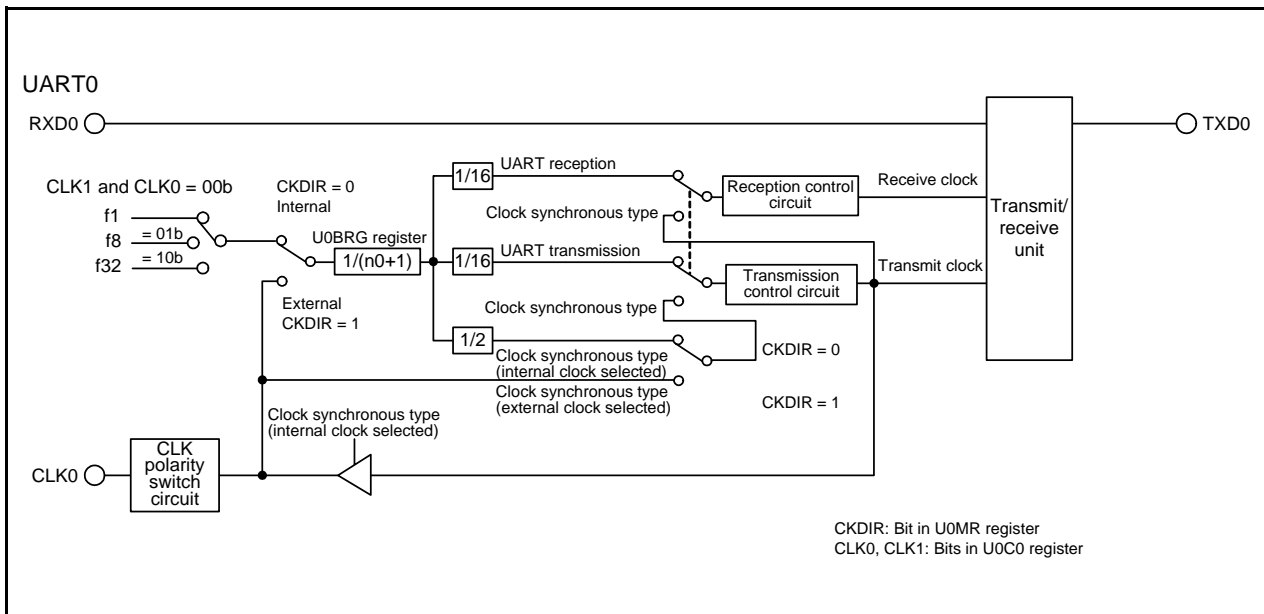 UART0
RXD0
TXD0
CLK1 and CLK0 = 00b
f1
f8
= 01b
f32
= 10b
CKDIR = 0
Internal
External
CKDIR = 1
U0BRG register
1/(n0+1)
1/16
UART reception
Clock synchronous type
1/16
UART transmission
Clock synchronous type
1/2
Clock synchronous type
(internal clock selected)
Clock synchronous type
(external clock selected)
CKDIR = 0
CKDIR = 1
Reception control
circuit
Receive clock
Transmission
control circuit
Transmit clock
Transmit/
receive
unit
Clock synchronous type
(internal clock selected)
CLK0
CLK
polarity
switch
circuit
CKDIR: Bit in U0MR register
CLK0, CLK1: Bits in U0C0 register